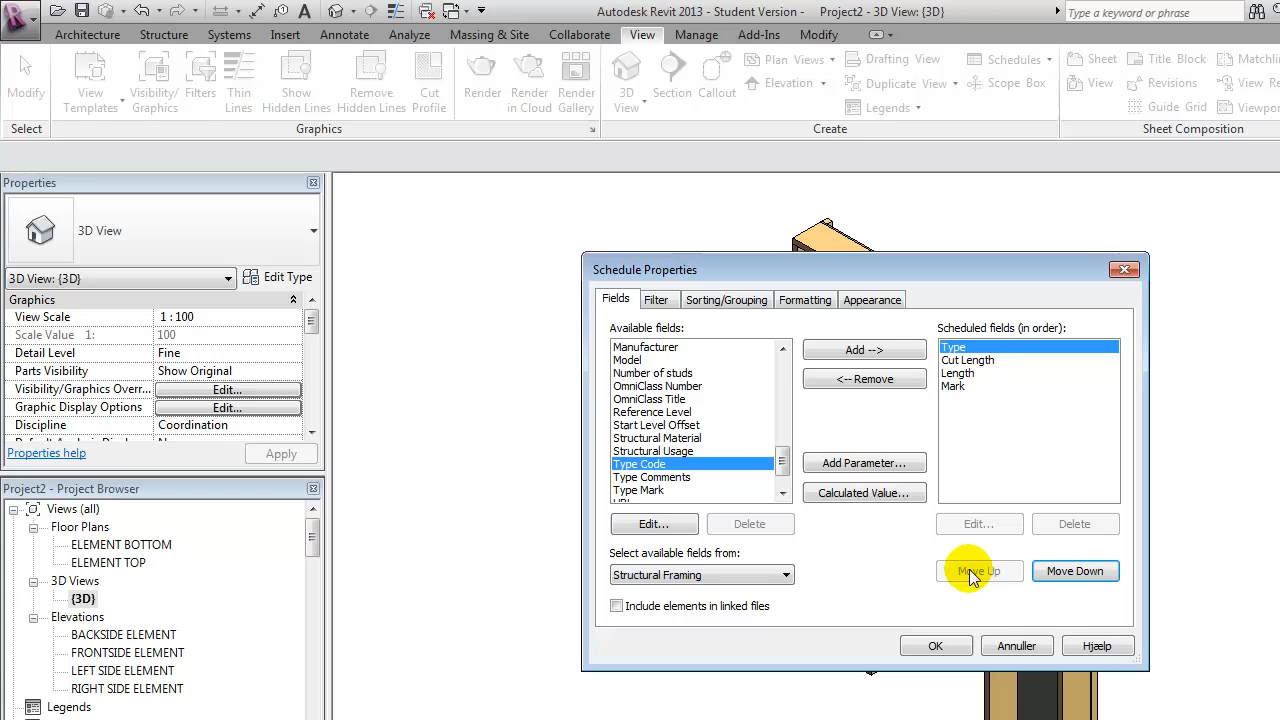 Autodesk Revit 2013 - Student Version - Project2 - 3D View: {3D}
Type a keyword or phrase
Architecture Structure Systems Insert Annotate Analyze Massing & Site Collaborate View Manage Add-Ins Modify
Modify
View Templates
Visibility/ Graphics
Filters
Thin Lines
Show Hidden Lines
Remove Hidden Lines
Cut Profile
Render
Render in Cloud
Render Gallery
3D View
Section
Callout
Plan Views
Elevation
Drafting View
Duplicate View
Legends
Schedules
Scope Box
Sheet
View
Title Block
Revisions
Guide Grid
Matchlin
View Re
Viewpor
Select
Graphics
Create
Sheet Composition
Properties
3D View
3D View: {3D}
Edit Type
Graphics
View Scale 1 : 100
Scale Value 1: 100
Detail Level Fine
Parts Visibility Show Original
Visibility/Graphics Overr... Edit...
Graphic Display Options Edit...
Discipline Coordination
Properties help
Apply
Project2 - Project Browser
Views (all)
Floor Plans
ELEMENT BOTTOM
ELEMENT TOP
3D Views
{3D}
Elevations
BACKSIDE ELEMENT
FRONTSIDE ELEMENT
LEFT SIDE ELEMENT
RIGHT SIDE ELEMENT
Legends
Schedule Properties
Fields Filter Sorting/Grouping Formatting Appearance
Available fields:
Manufacturer
Model
Number of studs
OmniClass Number
OmniClass Title
Reference Level
Start Level Offset
Structural Material
Structural Usage
Type Code
Type Comments
Type Mark
Add -->
<-- Remove
Add Parameter...
Calculated Value...
Scheduled fields (in order):
Type
Cut Length
Length
Mark
Edit... Delete
Edit... Delete
Select available fields from:
Structural Framing
Move Up Move Down
Include elements in linked files
OK Annuller Hjælp